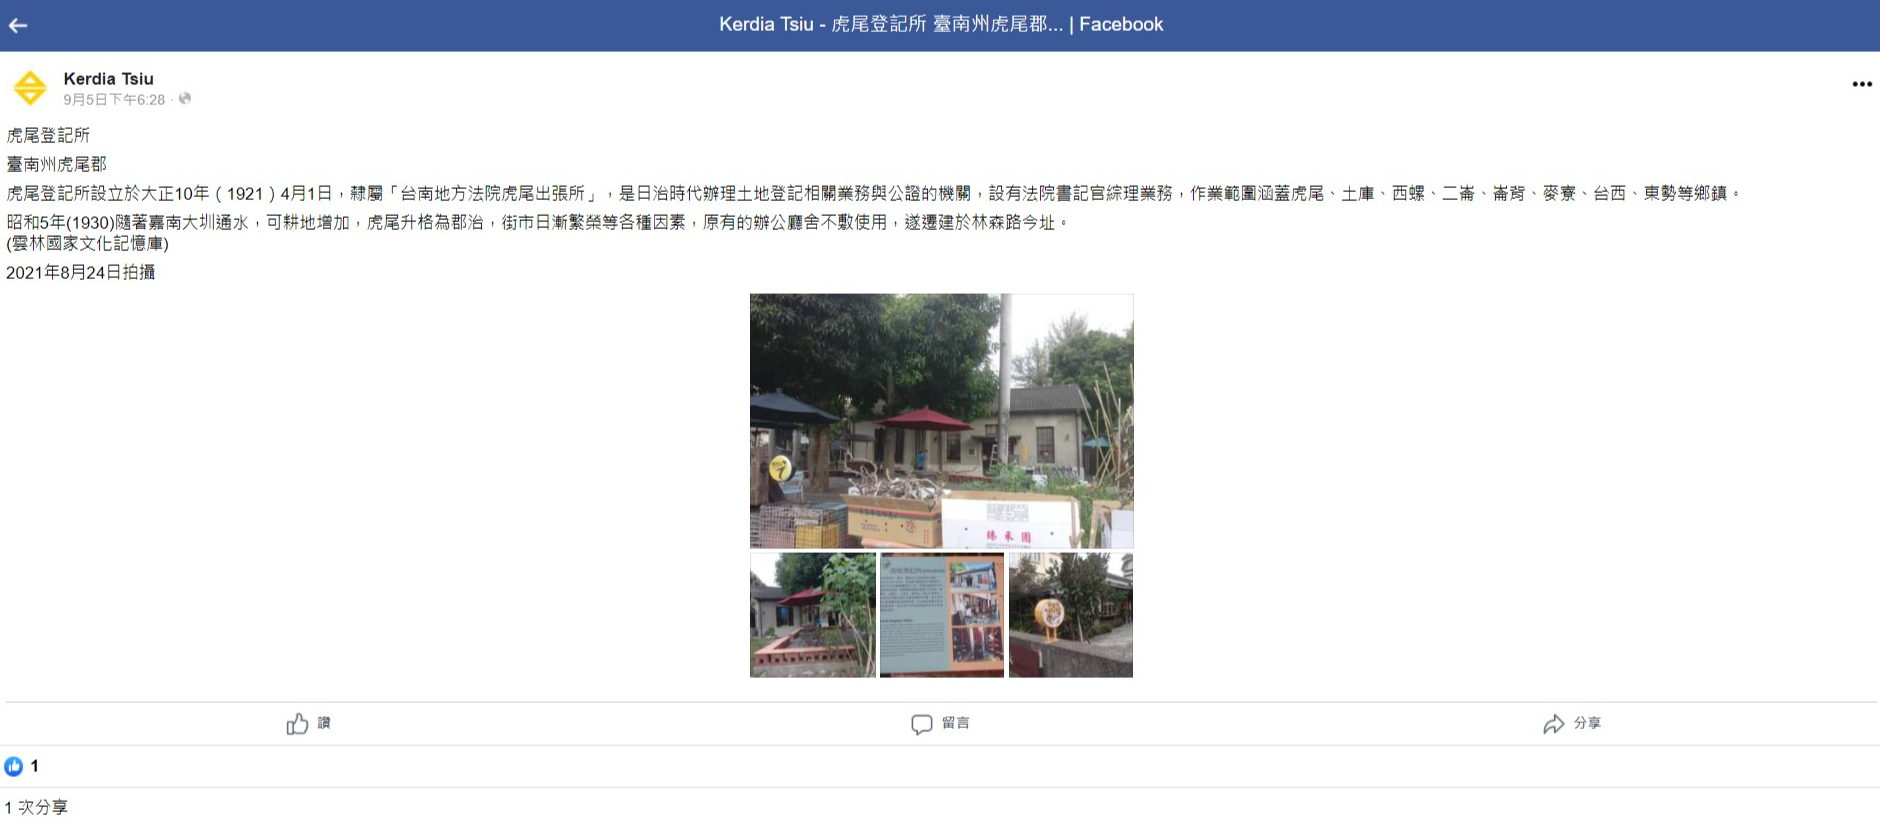 Kerdia Tsiu - 虎尾登記所 臺南州虎尾郡... | Facebook
Kerdia Tsiu
9月5日下午6:28 ·
虎尾登記所
臺南州虎尾郡
虎尾登記所設立於大正10年（1921）4月1日，隸屬「台南地方法院虎尾出張所」，是日治時代辦理土地登記相關業務與公證的機關，設有法院書記官綜理業務，作業範圍涵蓋虎尾、土庫、西螺、二崙、崙背、麥寮、台西、東勢等鄉鎮。
昭和5年(1930)隨著嘉南大圳通水，可耕地增加，虎尾升格為郡治，街市日漸繁榮等各種因素，原有的辦公廳舍不敷使用，遂遷建於林森路今址。
(雲林國家文化記憶庫)
2021年8月24日拍攝
讚
留言
分享
1
1 次分享